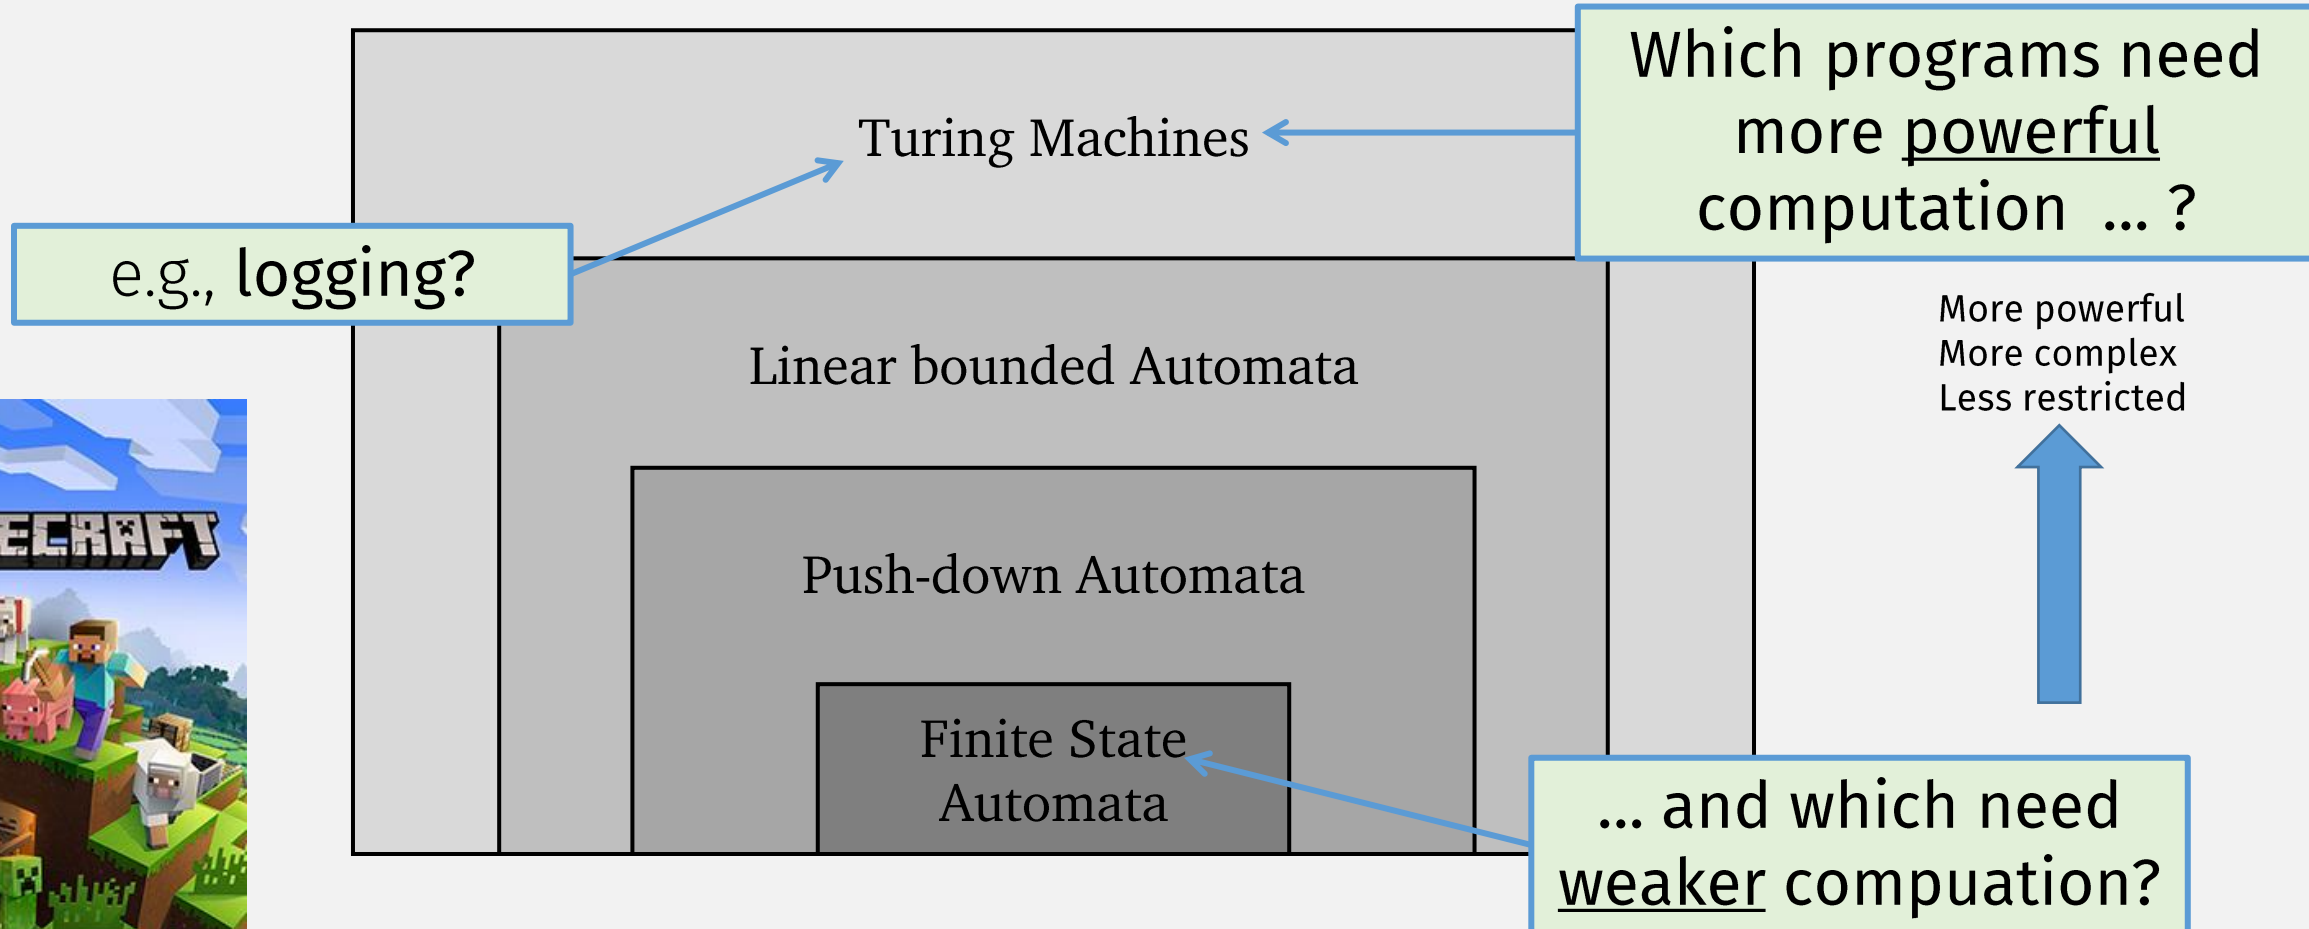 Which programs need
more powerful
computation ... ?
Turing Machines
e.g., logging?
More powerful
More complex
Less restricted
Linear bounded Automata
ECRAFT
Push-down Automata
Finite State
Automata
... and which need
weaker compuation?